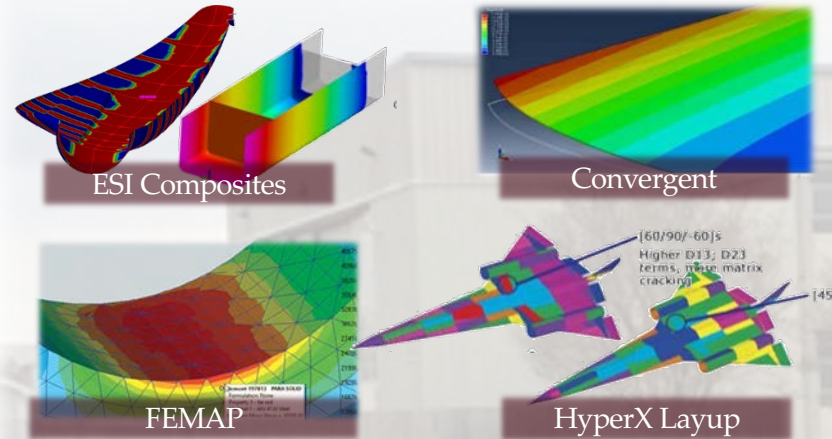 ESI Composites
Convergent
[60/90/-60]s
Higher D13; D23
terms, more matrix
cracking
[45
FEMAP
HyperX Layup